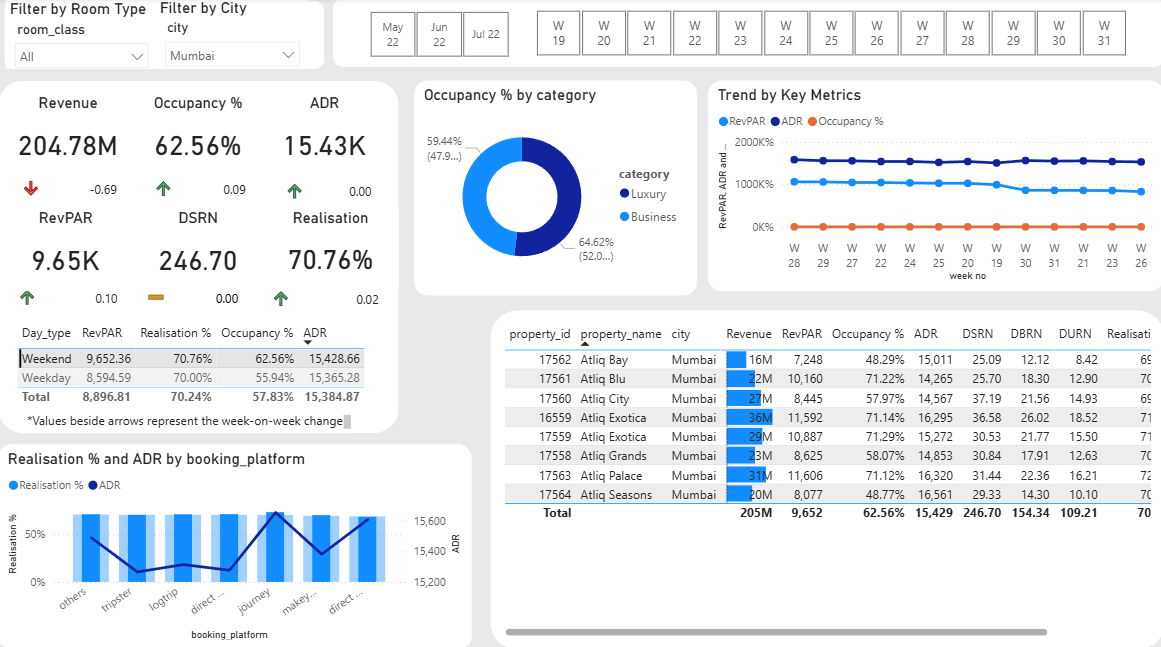 Filter by Room Type
room_class
All
Filter by City
city
Mumbai
May 22
Jun 22
Jul 22
W 19
W 20
W 21
W 22
W 23
W 24
W 25
W 26
W 27
W 28
W 29
W 30
W 31
Revenue Occupancy % ADR
204.78M 62.56% 15.43K
-0.69 0.09 0.00
RevPAR DSRN Realisation
9.65K 246.70 70.76%
0.10 0.00 0.02
Day_type RevPAR Realisation % Occupancy % ADR
Weekend 9,652.36 70.76% 62.56% 15,428.66
Weekday 8,594.59 70.00% 55.94% 15,365.28
Total 8,896.81 70.24% 57.83% 15,384.87
*Values beside arrows represent the week-on-week change
Occupancy % by category
59.44%
(47.9...)
64.62%
(52.0...)
category
Luxury
Business
Trend by Key Metrics
RevPAR ADR Occupancy %
RevPAR, ADR and ...
2000K%
1000K%
0K%
W 28
W 29
W 27
W 22
W 24
W 25
W 20
W 19
W 30
W 31
W 21
W 23
W 26
week no
property_id property_name city Revenue RevPAR Occupancy % ADR DSRN DBRN DURN Realisati
17562 Atliq Bay Mumbai 16M 7,248 48.29% 15,011 25.09 12.12 8.42 69
17561 Atliq Blu Mumbai 22M 10,160 71.22% 14,265 25.70 18.30 12.90 70
17560 Atliq City Mumbai 27M 8,445 57.97% 14,567 37.19 21.56 14.93 69
16559 Atliq Exotica Mumbai 36M 11,592 71.14% 16,295 36.58 26.02 18.52 71
17559 Atliq Exotica Mumbai 29M 10,887 71.29% 15,272 30.53 21.77 15.50 71
17558 Atliq Grands Mumbai 23M 8,625 58.07% 14,853 30.84 17.91 12.63 70
17563 Atliq Palace Mumbai 31M 11,606 71.12% 16,320 31.44 22.36 16.21 72
17564 Atliq Seasons Mumbai 20M 8,077 48.77% 16,561 29.33 14.30 10.10 70
Total 205M 9,652 62.56% 15,429 246.70 154.34 109.21 70
Realisation % and ADR by booking_platform
Realisation % ADR
Realisation %
50%
0%
15,600
15,400
15,200
ADR
others
tripster
logtrip
direct ...
journey
makey...
direct ...
booking_platform